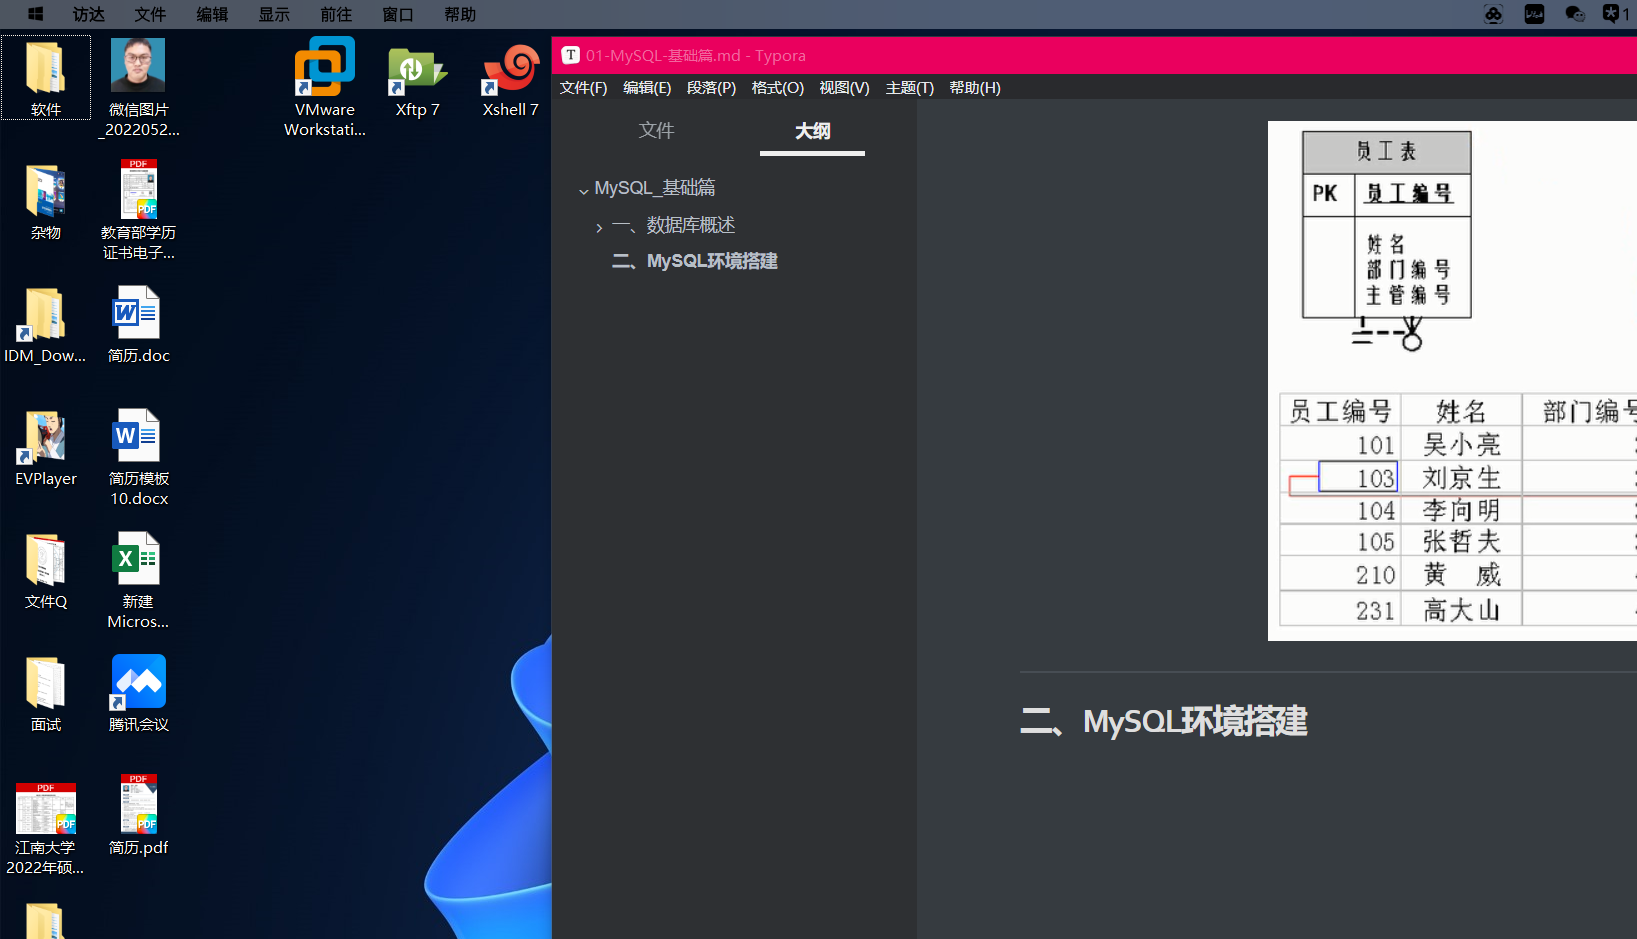 访达 文件 编辑 显示 前往 窗口 帮助
1
软件
微信图片
_2022052...
VMware
Workstati...
Xftp 7
Xshell 7
杂物
PDF
PDF
教育部学历
证书电子...
IDM_Dow...
W
简历.doc
EVPlayer
W
简历模板
10.docx
文件Q
X
新建
Micros...
面试
腾讯会议
PDF
PDF
江南大学
2022年硕...
PDF
PDF
简历.pdf
T 01-MySQL-基础篇.md - Typora
文件(F) 编辑(E) 段落(P) 格式(O) 视图(V) 主题(T) 帮助(H)
文件 大纲
MySQL_基础篇
一、数据库概述
二、MySQL环境搭建
员工表
PK 员工编号
姓名
部门编号
主管编号
员工编号 姓名 部门编号
101 吴小亮
103 刘京生
104 李向明
105 张哲夫
210 黄 威
231 高大山
二、MySQL环境搭建